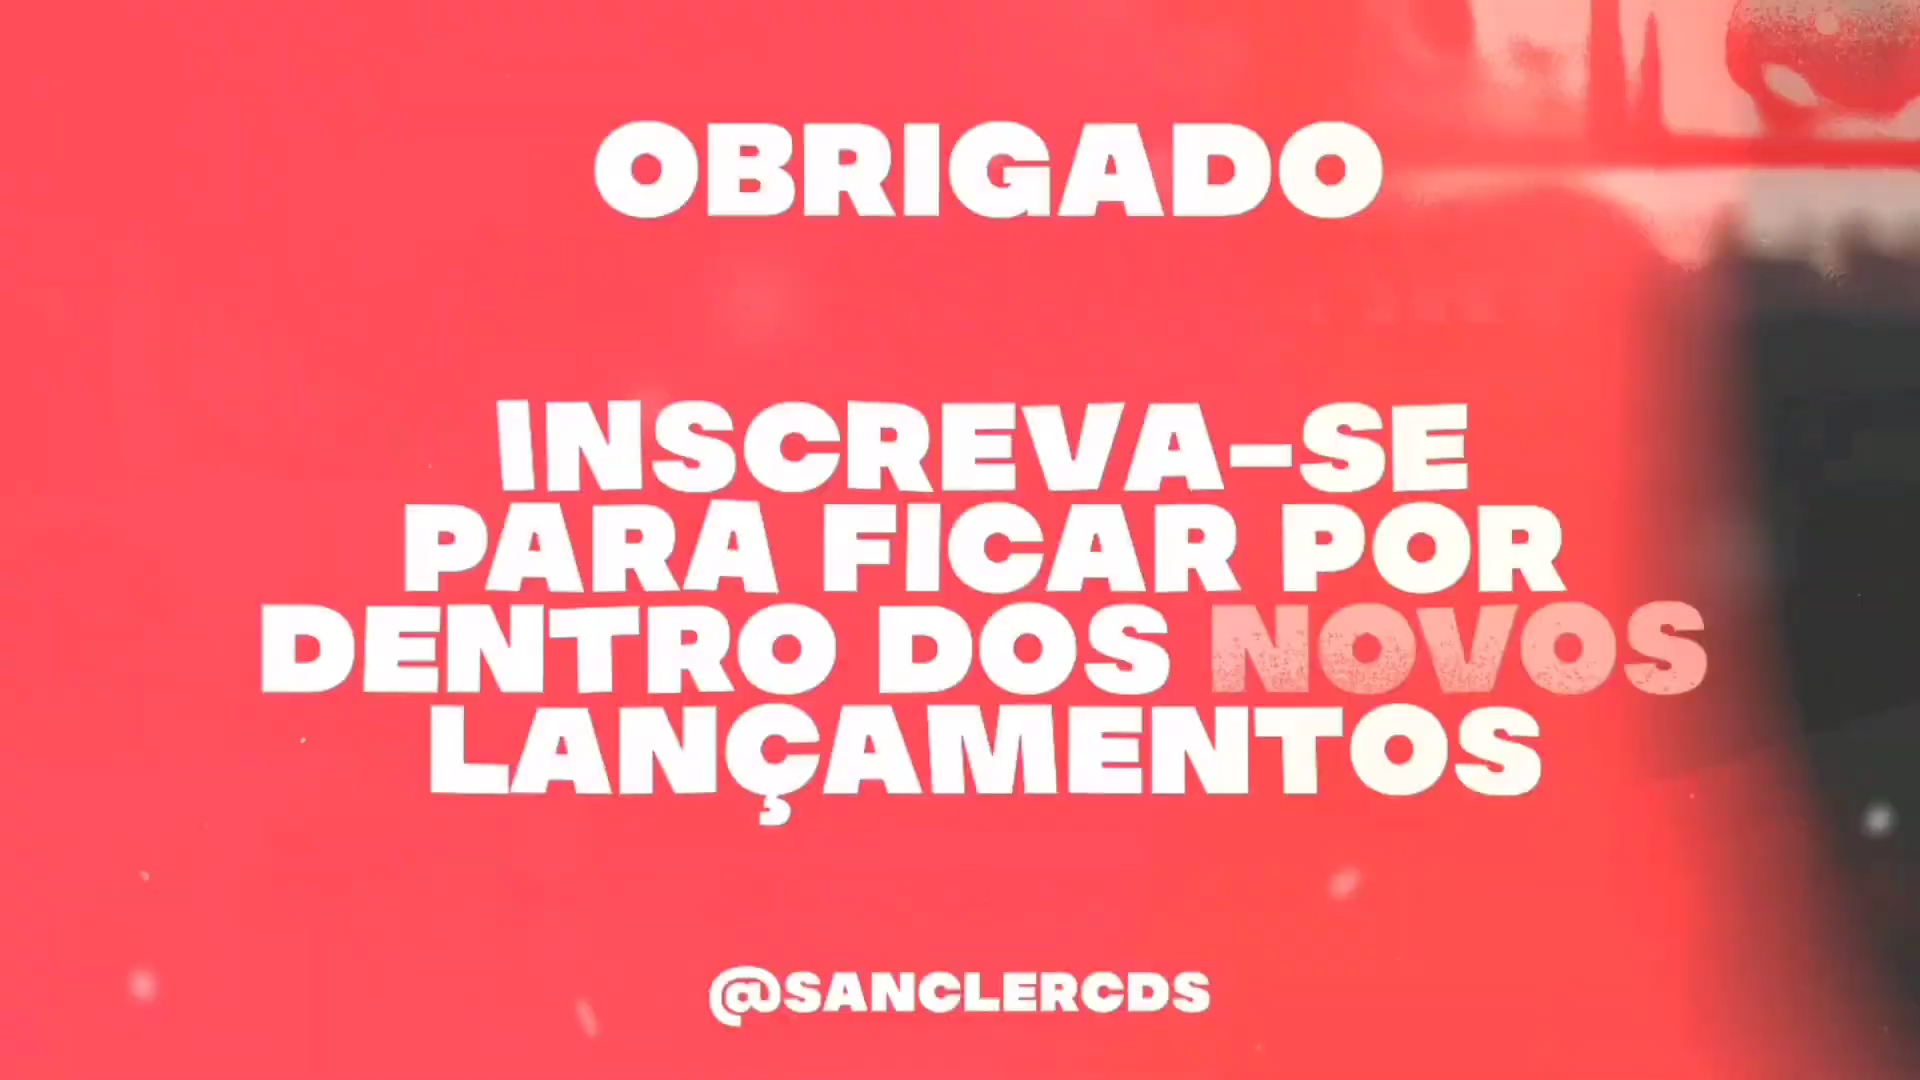 OBRIGADO
INSCREVA-SE
PARA FICAR POR
DENTRO DOS NOVOS
LANÇAMENTOS
@SANCLERCDS